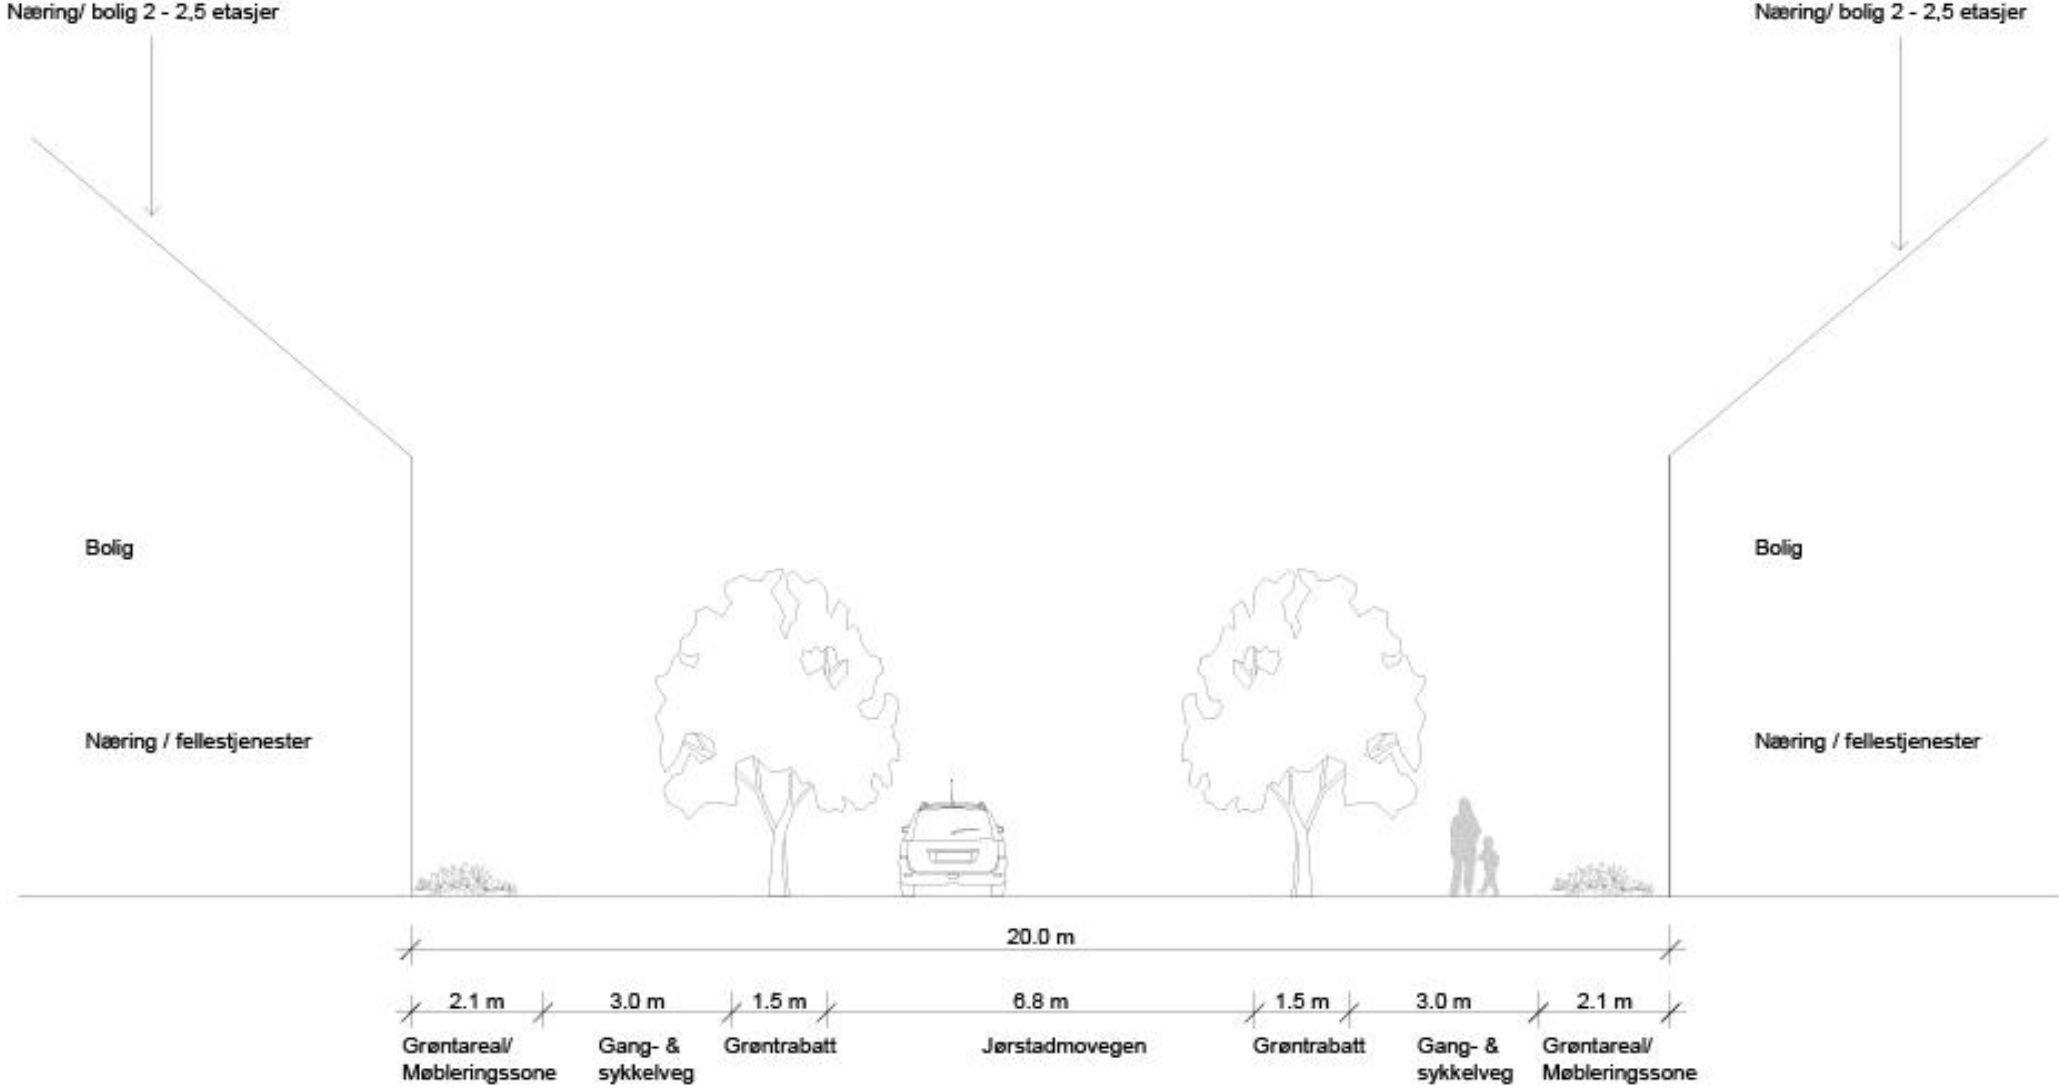 Næring/ bolig 2 - 2,5 etasjer
Næring/ bolig 2 - 2,5 etasjer
Bolig
Bolig
Næring / fellestjenester
Næring / fellestjenester
20.0 m
2.1 m
3.0 m
1.5 m
6.8 m
1.5 m
3.0 m
2.1 m
Grøntareal/
Møbleringssone
Gang- &
sykkelveg
Grøntrabatt
Jørstadmovegen
Grøntrabatt
Gang- &
sykkelveg
Grøntareal/
Møbleringssone